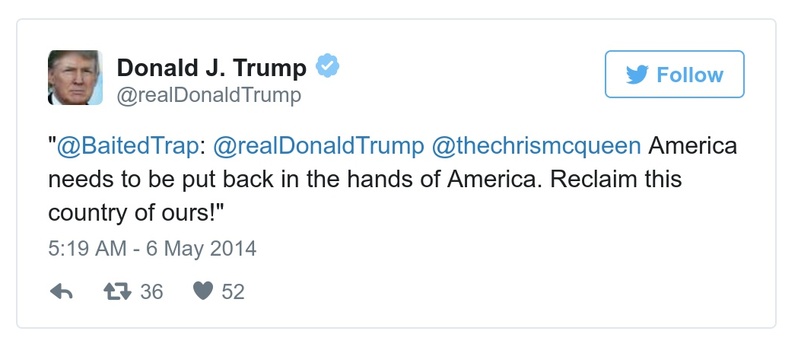 Donald J. Trump
Follow
@realDonaldTrump
"@BaitedTrap: @realDonaldTrump @thechrismcqueen America
needs to be put back in the hands of America. Reclaim this
country of ours!"
5:19 AM - 6 May 2014
36 52